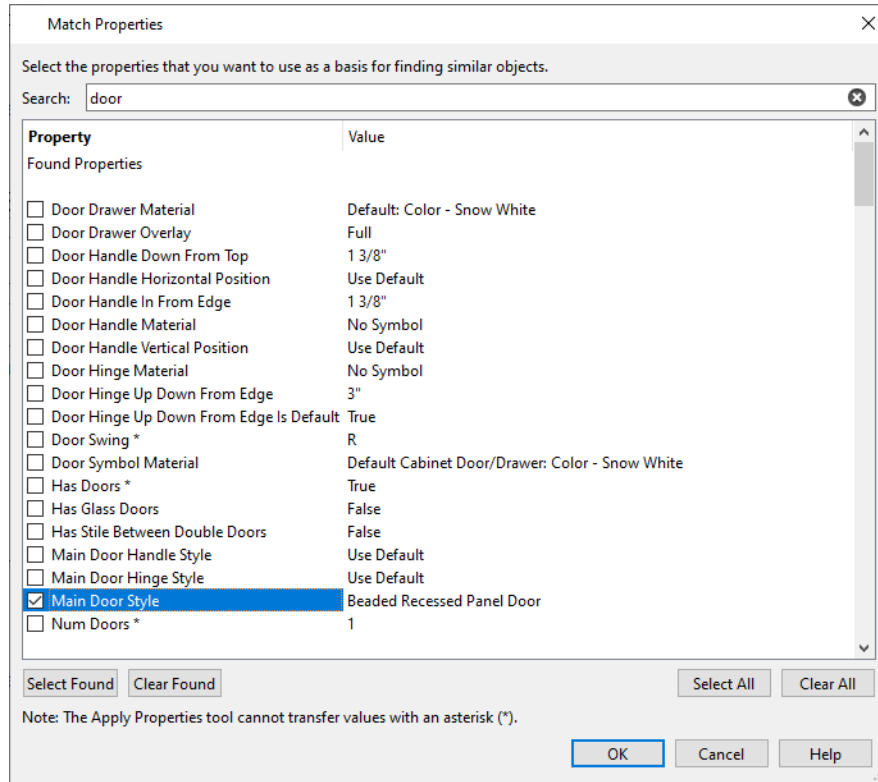 Match Properties
Select the properties that you want to use as a basis for finding similar objects.
Search: door
Property Value
Found Properties
Door Drawer Material Default: Color - Snow White
Door Drawer Overlay Full
Door Handle Down From Top 1 3/8"
Door Handle Horizontal Position Use Default
Door Handle In From Edge 1 3/8"
Door Handle Material No Symbol
Door Handle Vertical Position Use Default
Door Hinge Material No Symbol
Door Hinge Up Down From Edge 3"
Door Hinge Up Down From Edge Is Default True
Door Swing * R
Door Symbol Material Default Cabinet Door/Drawer: Color - Snow White
Has Doors * True
Has Glass Doors False
Has Stile Between Double Doors False
Main Door Handle Style Use Default
Main Door Hinge Style Use Default
Main Door Style Beaded Recessed Panel Door
Num Doors * 1
Select Found Clear Found Select All Clear All
Note: The Apply Properties tool cannot transfer values with an asterisk (*).
OK Cancel Help